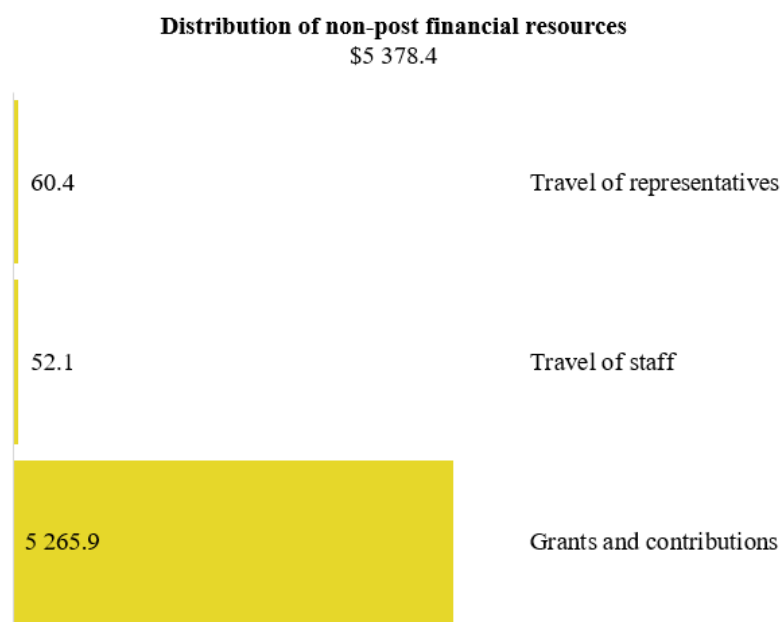 Distribution of non-post financial resources
$5 378.4
60.4 Travel of representatives
52.1 Travel of staff
5 265.9 Grants and contributions